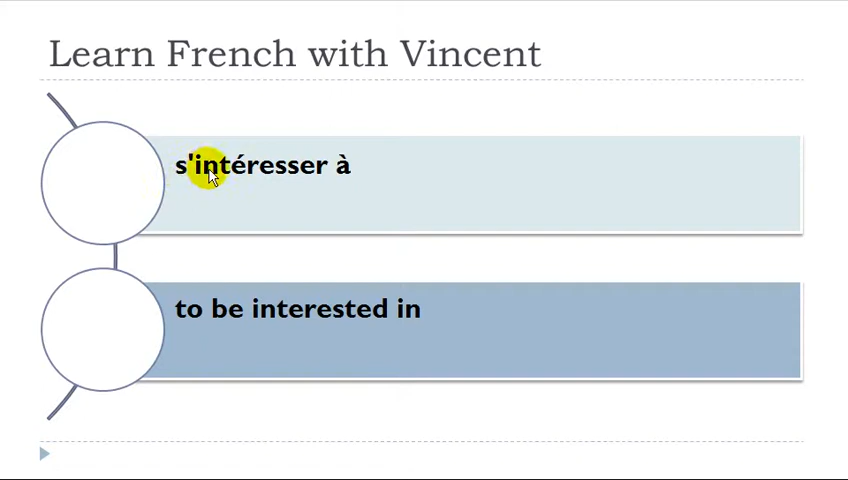 Learn French with Vincent
s'intéresser à
to be interested in